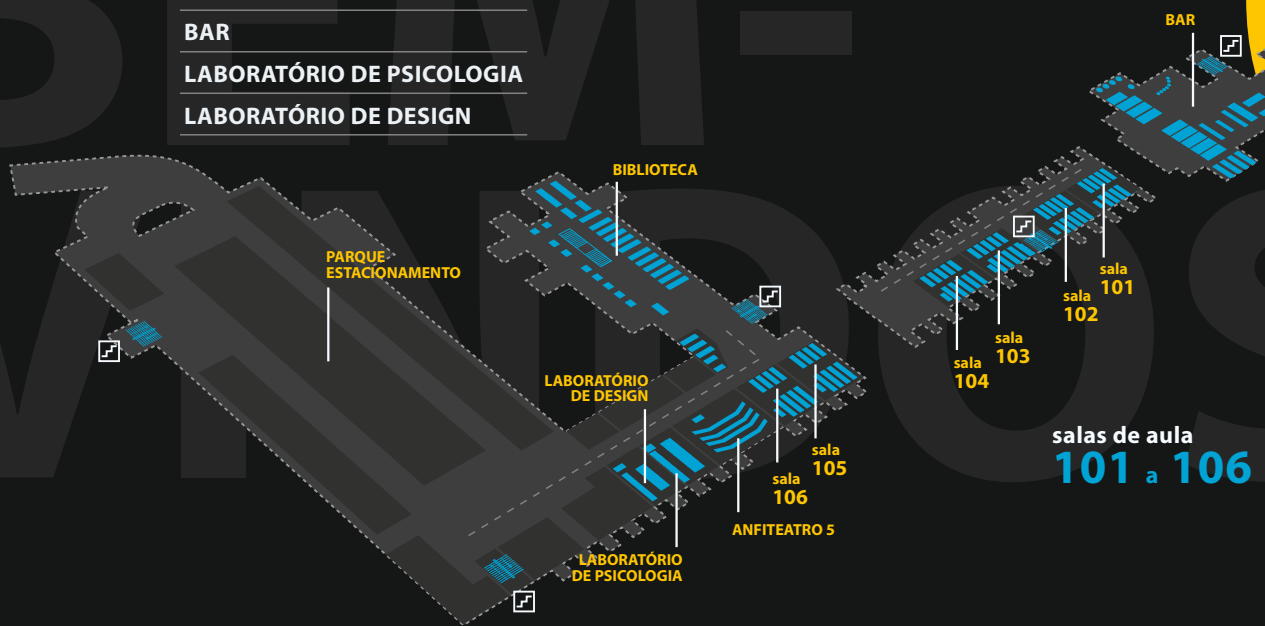 BAR
LABORATÓRIO DE PSICOLOGIA
LABORATÓRIO DE DESIGN
BAR
BIBLIOTECA
PARQUE
ESTACIONAMENTO
sala
101
sala
102
sala
103
sala
104
LABORATÓRIO
DE DESIGN
sala
105
sala
106
ANFITEATRO 5
LABORATÓRIO
DE PSICOLOGIA
salas de aula
101 a 106